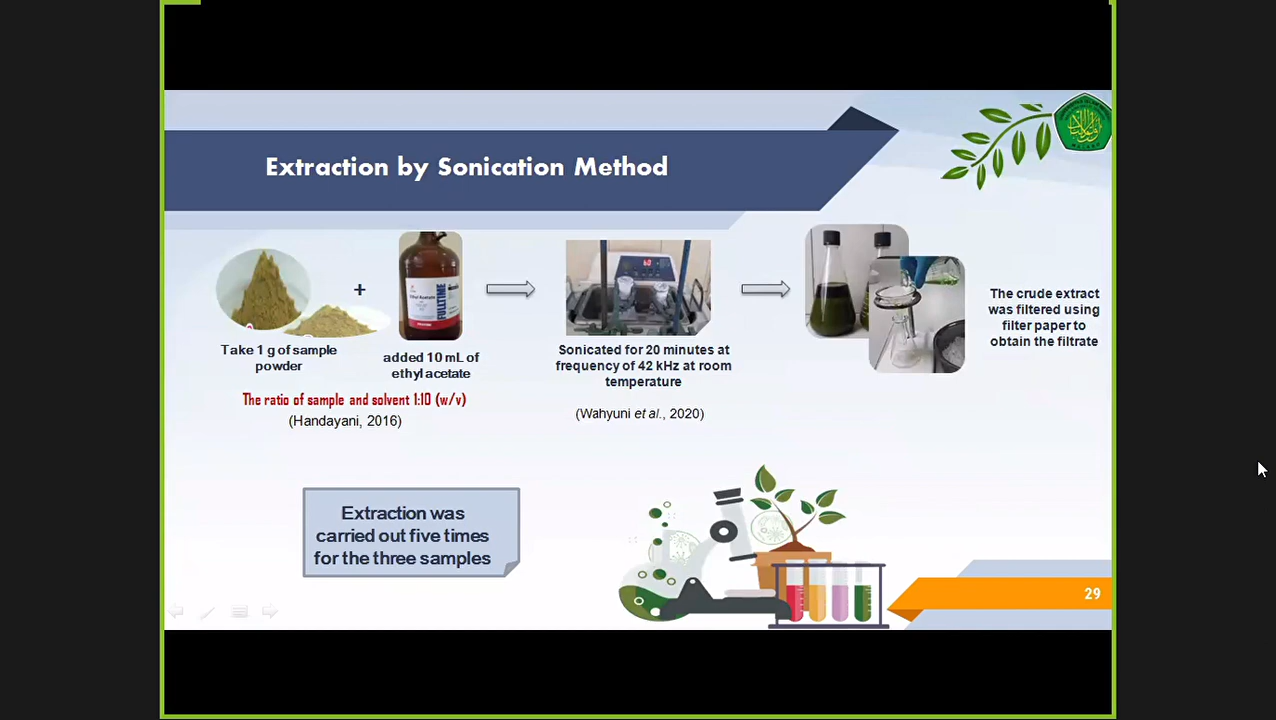 Extraction by Sonication Method
+
Take 1 g of sample
powder
added 10 mL of
ethyl acetate
The ratio of sample and solvent 1:10 (w/v)
(Handayani, 2016)
Ethyl Acetate
FULLTIME
Sonicated for 20 minutes at
frequency of 42 kHz at room
temperature
(Wahyuni et al., 2020)
The crude extract
was filtered using
filter paper to
obtain the filtrate
Extraction was
carried out five times
for the three samples
29